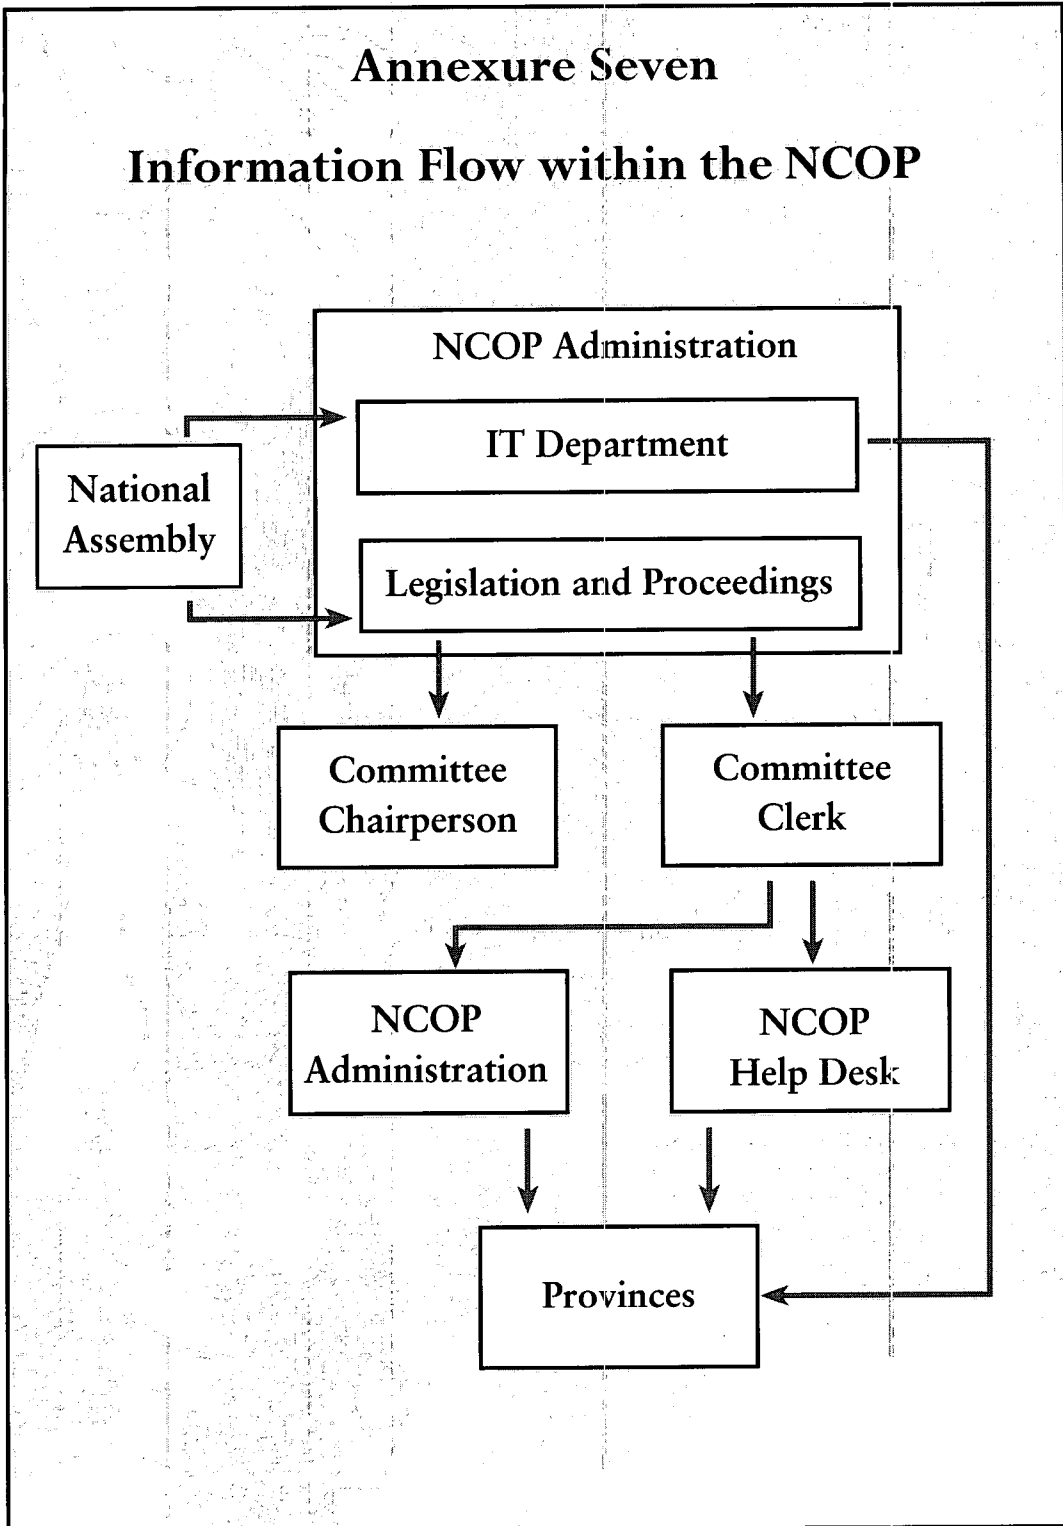 Annexure Seven
Information Flow within the NCOP
NCOP Administration
IT Department
National
Assembly
Legislation and Proceedings
Committee
Chairperson
Committee
Clerk
NCOP
Administration
NCOP
Help Desk
Provinces